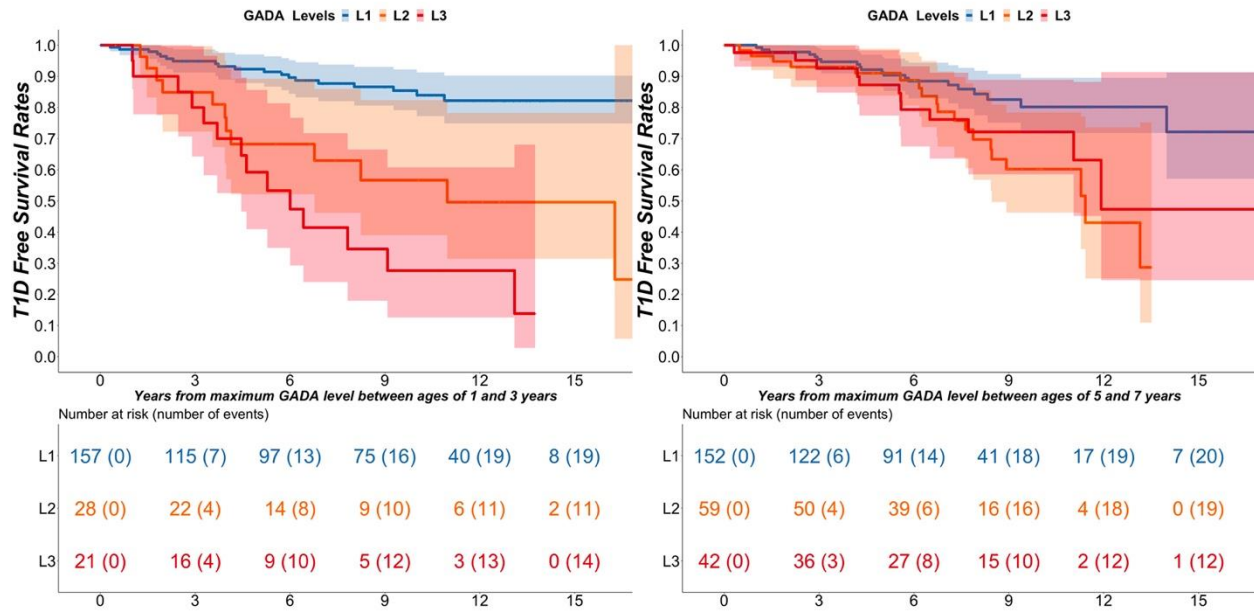 GADA Levels L1 L2 L3
T1D Free Survival Rates
1.0
0.9
0.8
0.7
0.6
0.5
0.4
0.3
0.2
0.1
0.0
0 3 6 9 12 15
Years from maximum GADA level between ages of 1 and 3 years
Number at risk (number of events)
L1 157 (0) 115 (7) 97 (13) 75 (16) 40 (19) 8 (19)
L2 28 (0) 22 (4) 14 (8) 9 (10) 6 (11) 2 (11)
L3 21 (0) 16 (4) 9 (10) 5 (12) 3 (13) 0 (14)
0 3 6 9 12 15
GADA Levels L1 L2 L3
T1D Free Survival Rates
1.0
0.9
0.8
0.7
0.6
0.5
0.4
0.3
0.2
0.1
0.0
0 3 6 9 12 15
Years from maximum GADA level between ages of 5 and 7 years
Number at risk (number of events)
L1 152 (0) 122 (6) 91 (14) 41 (18) 17 (19) 7 (20)
L2 59 (0) 50 (4) 39 (6) 16 (16) 4 (18) 0 (19)
L3 42 (0) 36 (3) 27 (8) 15 (10) 2 (12) 1 (12)
0 3 6 9 12 15